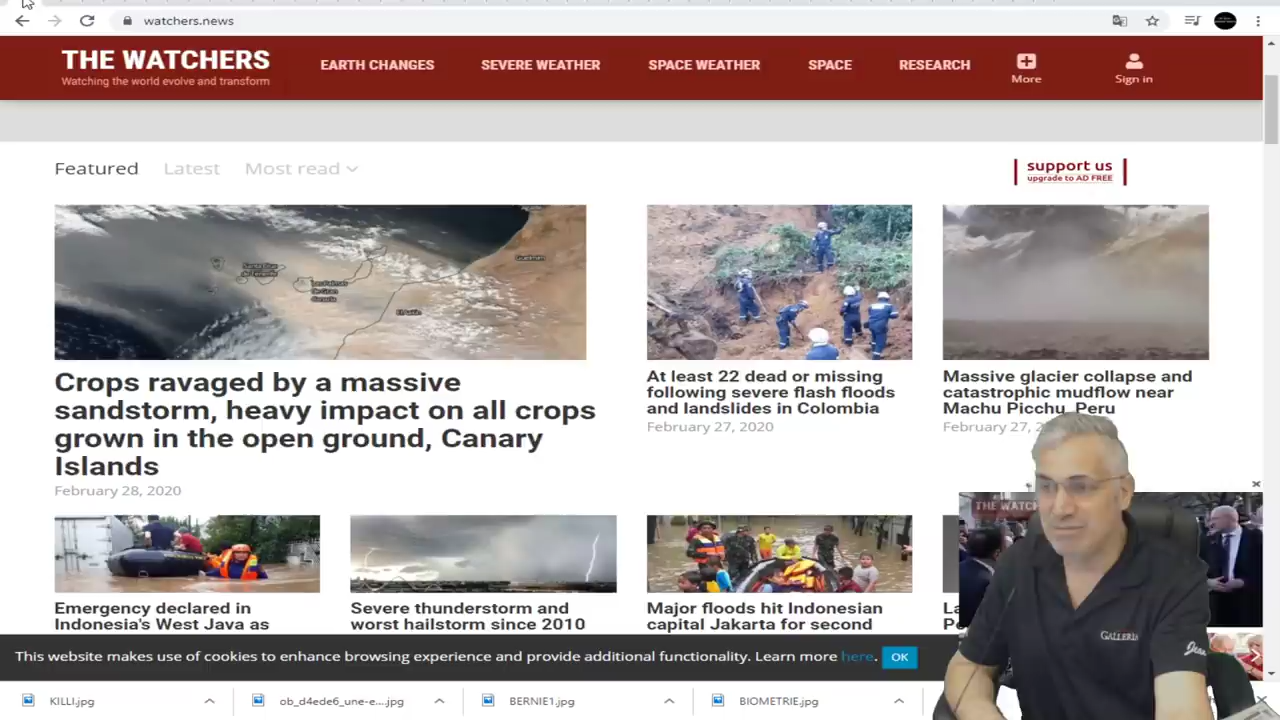 watchers.news
THE WATCHERS
Watching the world evolve and transform
EARTH CHANGES
SEVERE WEATHER
SPACE WEATHER
SPACE
RESEARCH
More
Sign in
Featured
Latest
Most read
support us
upgrade to AD FREE
Crops ravaged by a massive
sandstorm, heavy impact on all crops
grown in the open ground, Canary
Islands
February 28, 2020
At least 22 dead or missing
following severe flash floods
and landslides in Colombia
February 27, 2020
Massive glacier collapse and
catastrophic mudflow near
Machu Picchu, Peru
February 27, 2
Emergency declared in
Indonesia's West Java as
Severe thunderstorm and
worst hailstorm since 2010
Major floods hit Indonesian
capital Jakarta for second
THE WATCH
GALLERIA
This website makes use of cookies to enhance browsing experience and provide additional functionality. Learn more here.
OK
KILLI.jpg
ob_d4ede6_une-e....jpg
BERNIE1.jpg
BIOMETRIE.jpg